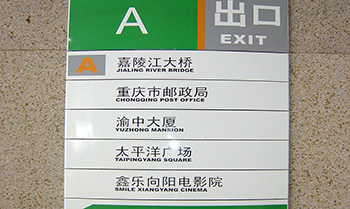 A
出口
EXIT
A
嘉陵江大桥
JIALING RIVER BRIDGE
重庆市邮政局
CHONGQING POST OFFICE
渝中大厦
YUZHONG MANSION
太平洋广场
TAIPINGYANG SQUARE
鑫乐向阳电影院
SMILE XIANGYANG CINEMA